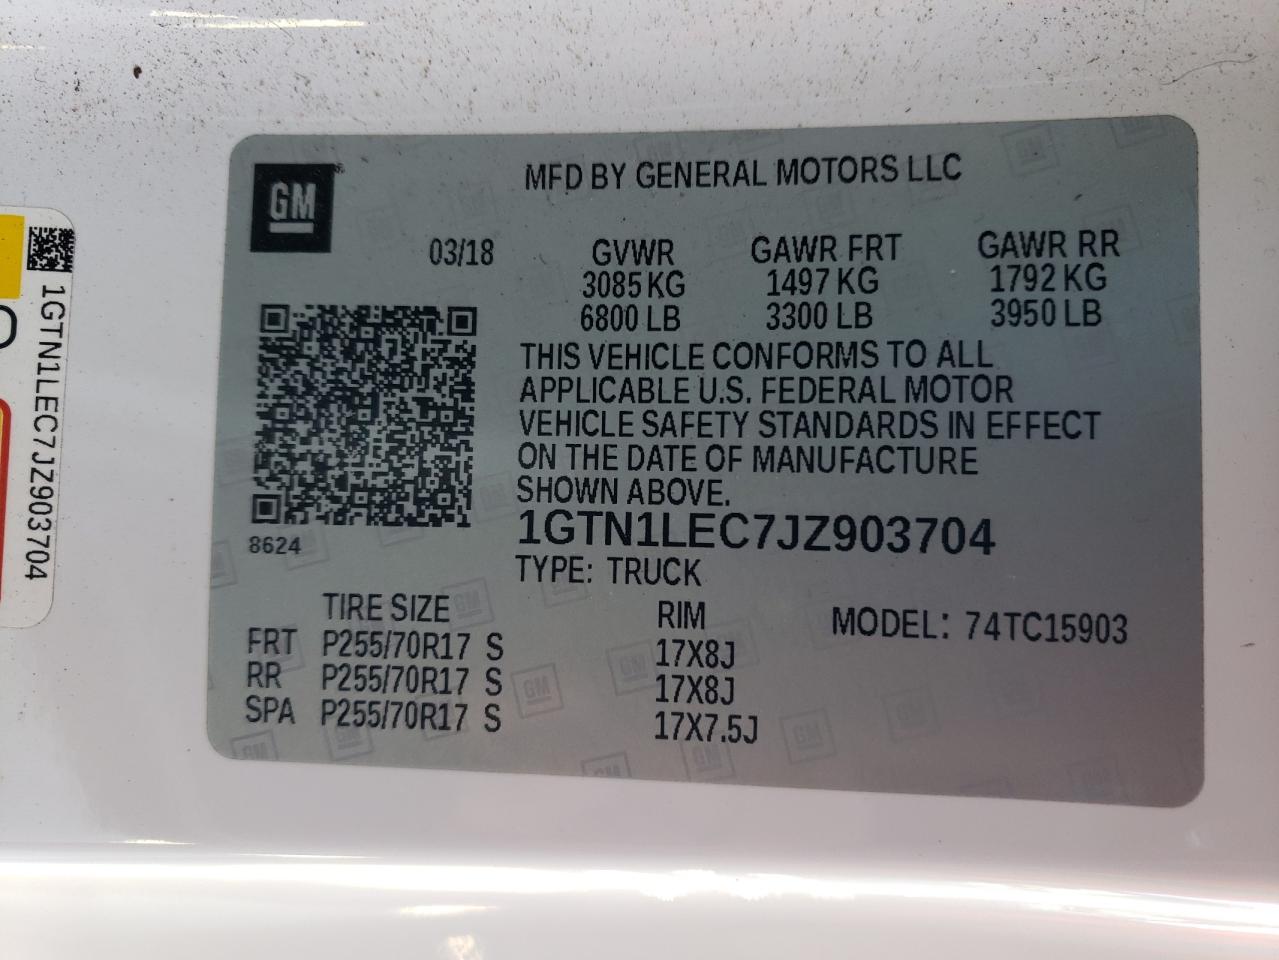 GM
MFD BY GENERAL MOTORS LLC
03/18
GVWR GAWR FRT GAWR RR
3085 KG 1497 KG 1792 KG
6800 LB 3300 LB 3950 LB
THIS VEHICLE CONFORMS TO ALL
APPLICABLE U.S. FEDERAL MOTOR
VEHICLE SAFETY STANDARDS IN EFFECT
ON THE DATE OF MANUFACTURE
SHOWN ABOVE.
1GTN1LEC7JZ903704
8624
TYPE: TRUCK
TIRE SIZE RIM MODEL: 74TC15903
FRT P255/70R17 S 17X8J
RR P255/70R17 S 17X8J
SPA P255/70R17 S 17X7.5J
1GTN1LEC7JZ903704